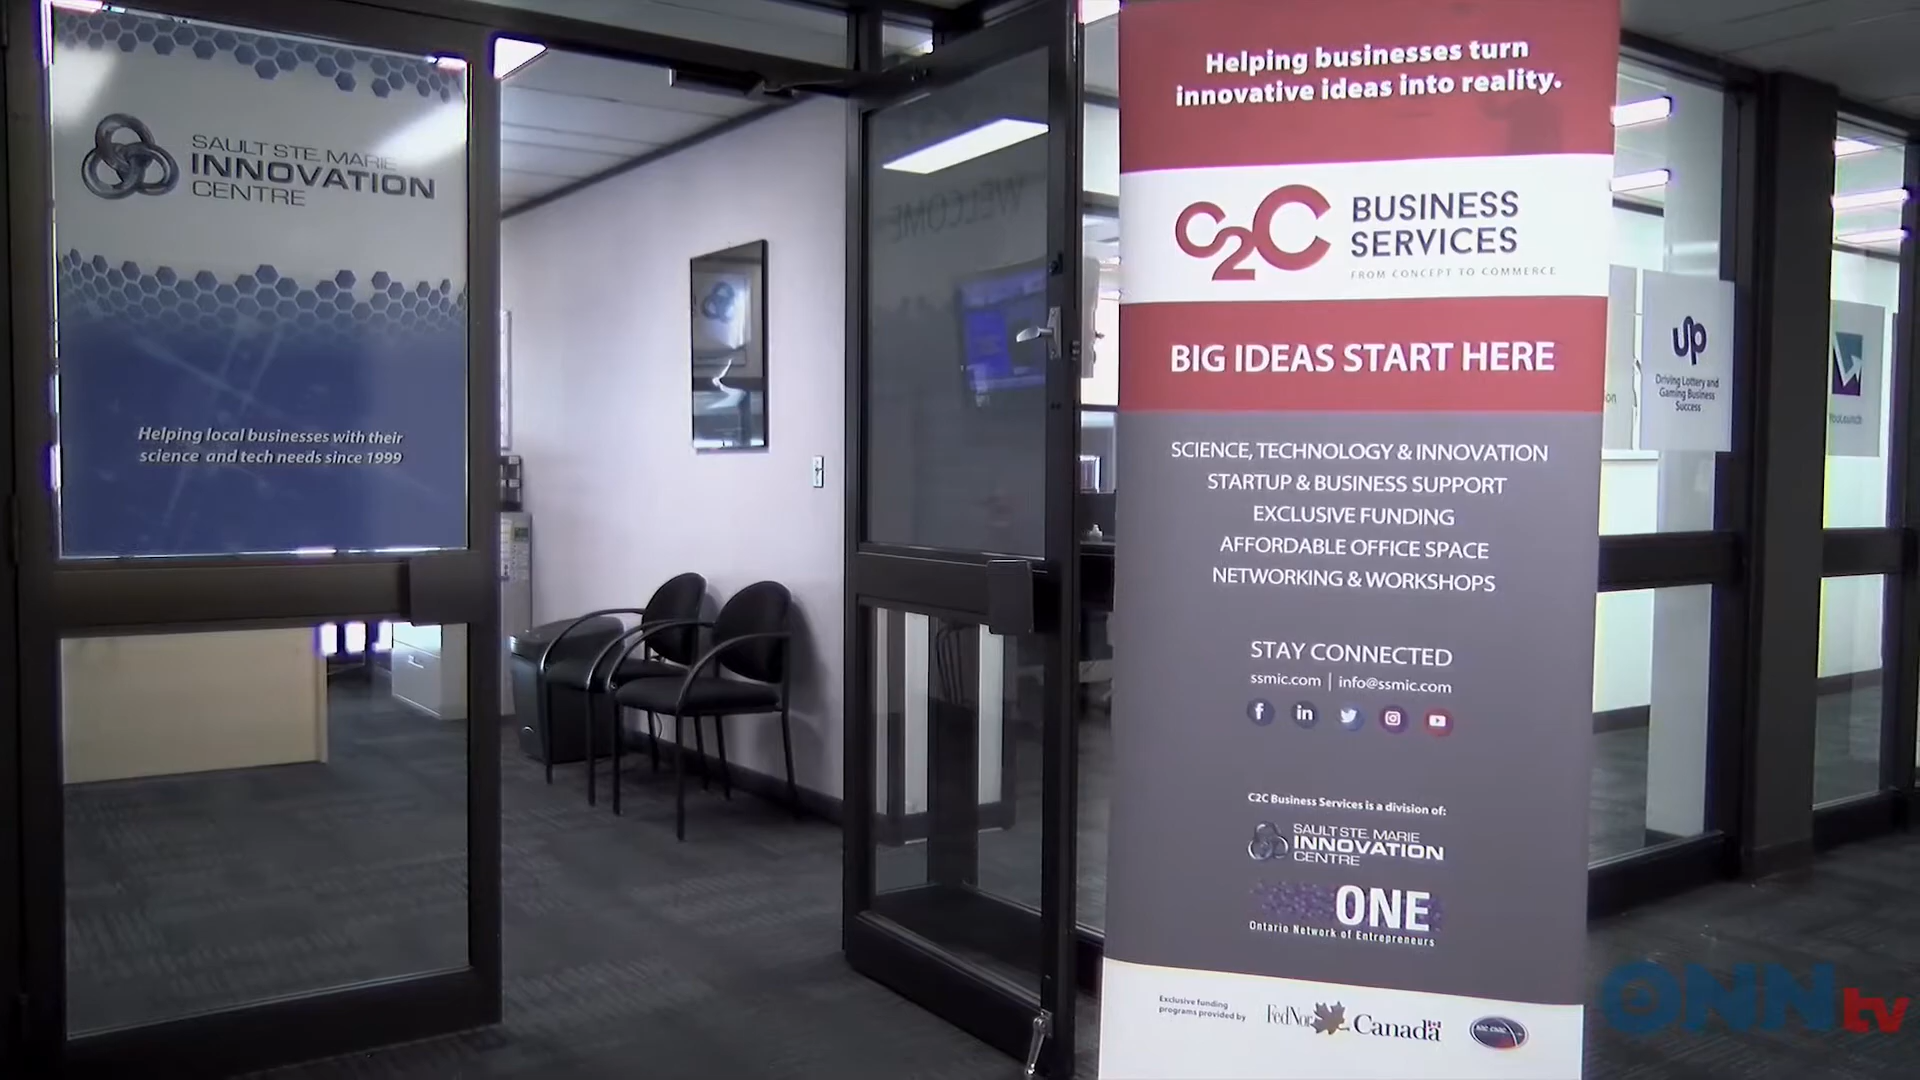 SAULT STE. MARIE
INNOVATION
CENTRE
Helping local businesses with their
science and tech needs since 1999
WELCOME
Helping businesses turn
innovative ideas into reality.
C2C
BUSINESS
SERVICES
FROM CONCEPT TO COMMERCE
BIG IDEAS START HERE
SCIENCE, TECHNOLOGY & INNOVATION
STARTUP & BUSINESS SUPPORT
EXCLUSIVE FUNDING
AFFORDABLE OFFICE SPACE
NETWORKING & WORKSHOPS
STAY CONNECTED
ssmic.com | info@ssmic.com
C2C Business Services is a division of:
SAULT STE. MARIE
INNOVATION
CENTRE
ONE
Ontario Network of Entrepreneurs
Exclusive funding
programs provided by
FedNor
Canada
up
Driving Lottery and
Gaming Business
Success
ONNtv